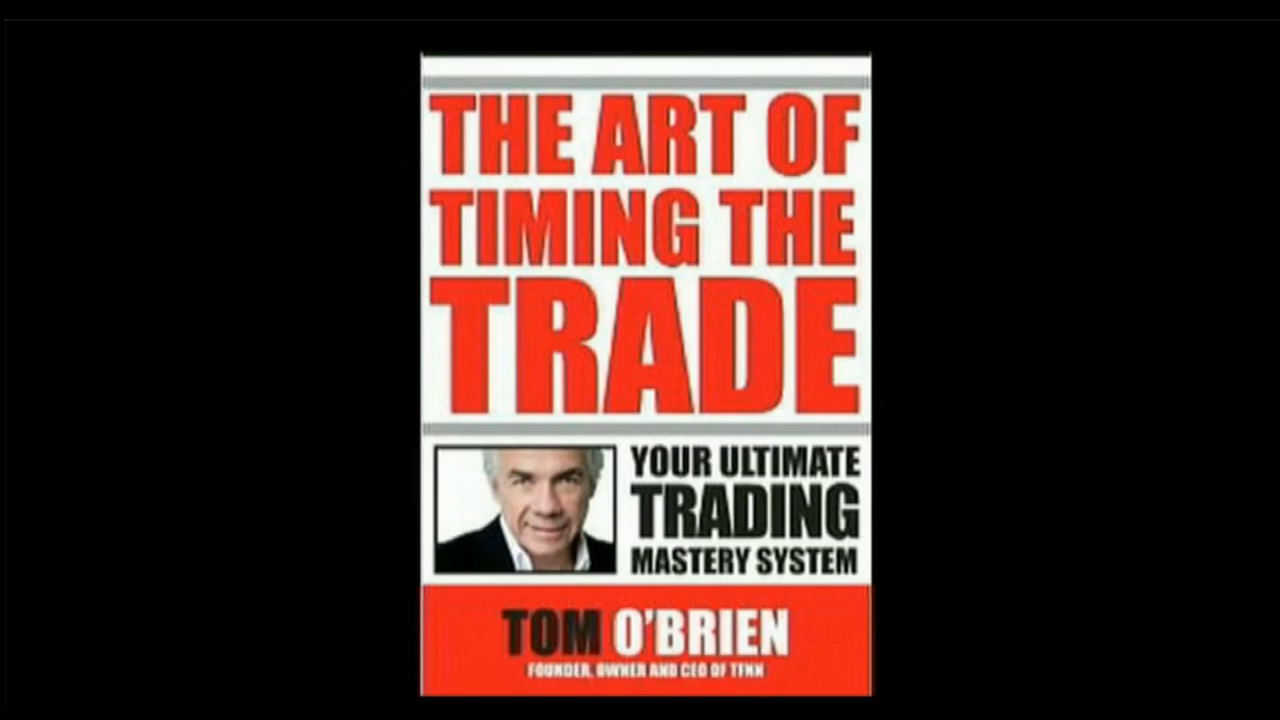 THE ART OF
TIMING THE
TRADE
YOUR ULTIMATE
TRADING
MASTERY SYSTEM
TOM O'BRIEN
FOUNDER, OWNER AND CEO OF TFNN